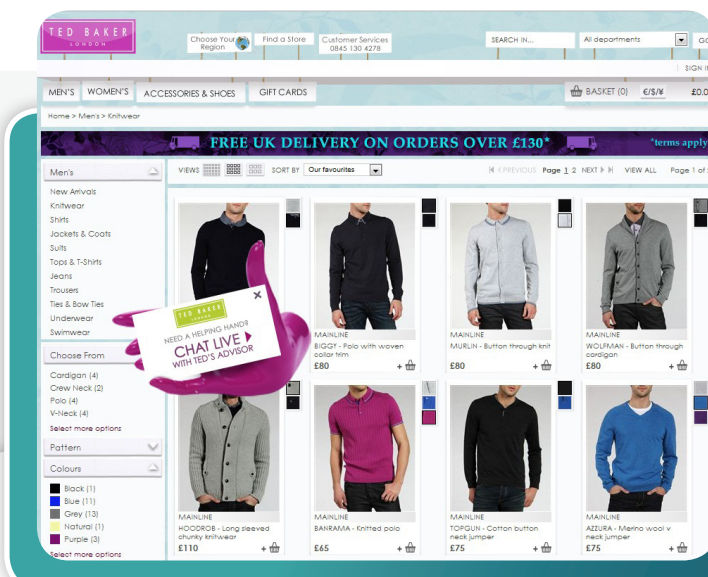 TED BAKER
LONDON
Choose Your
Region
Find a Store
Customer Services
0845 130 4278
SEARCH IN...
All departments
GO
SIGN IN
MEN'S
WOMEN'S
ACCESSORIES & SHOES
GIFT CARDS
BASKET (0)
€/$/¥
£0.0
Home > Men's > Knitwear
FREE UK DELIVERY ON ORDERS OVER £130*
*terms apply
Men's
VIEWS
SORT BY
Our favourites
< PREVIOUS Page 1 2 NEXT >
VIEW ALL
Page 1 of
New Arrivals
Knitwear
Shirts
Jackets & Coats
Suits
Tops & T-Shirts
Jeans
Trousers
Ties & Bow Ties
Underwear
Swimwear
TED BAKER
LONDON
NEED A HELPING HAND?
CHAT LIVE
WITH TED'S ADVISOR
MAINLINE
BIGGY - Polo with woven
collar trim
£80
MAINLINE
MURLIN - Button through knit
£80
MAINLINE
WOLFMAN - Button through
cardigan
£80
Choose From
Cardigan (4)
Crew Neck (2)
Polo (4)
V-Neck (4)
Select more options
Pattern
Colours
Black (1)
Blue (11)
Grey (13)
Natural (1)
Purple (3)
Select more options
MAINLINE
HOODROB - Long sleeved
chunky knitwear
£110
MAINLINE
BANRAMA - Knitted polo
£65
MAINLINE
TOPGUN - Cotton button
neck jumper
£75
MAINLINE
AZZURA - Merino wool v
neck jumper
£75